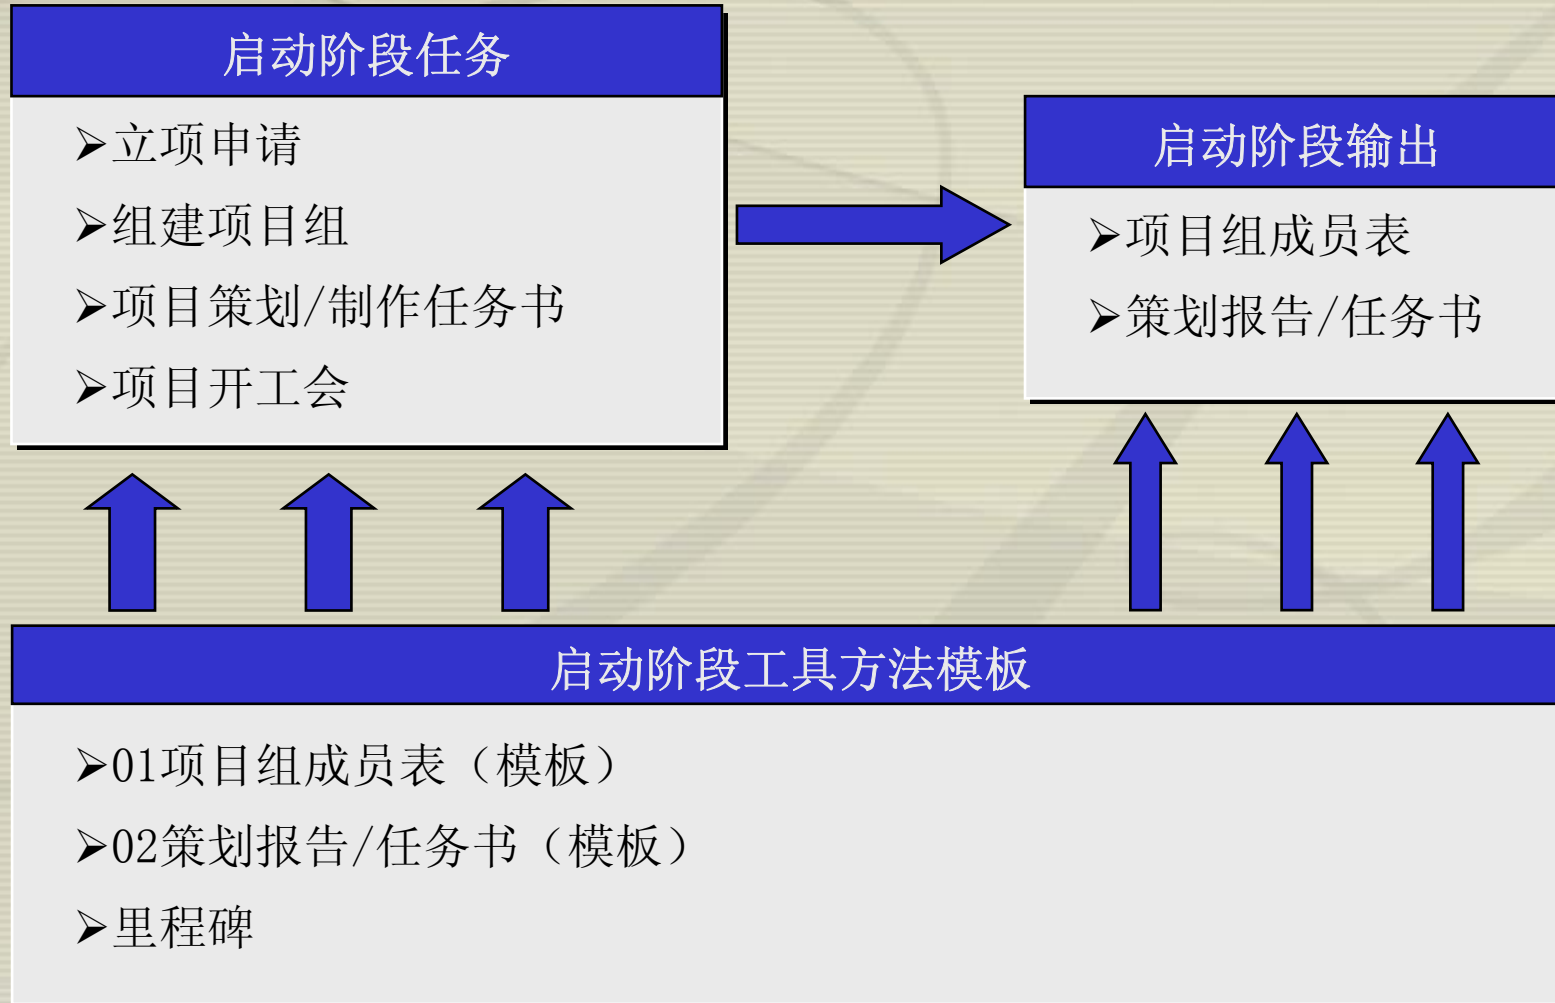 启动阶段任务
➢立项申请
➢组建项目组
➢项目策划/制作任务书
➢项目开工会
启动阶段输出
➢项目组成员表
➢策划报告/任务书
启动阶段工具方法模板
➢01项目组成员表（模板）
➢02策划报告/任务书（模板）
➢里程碑